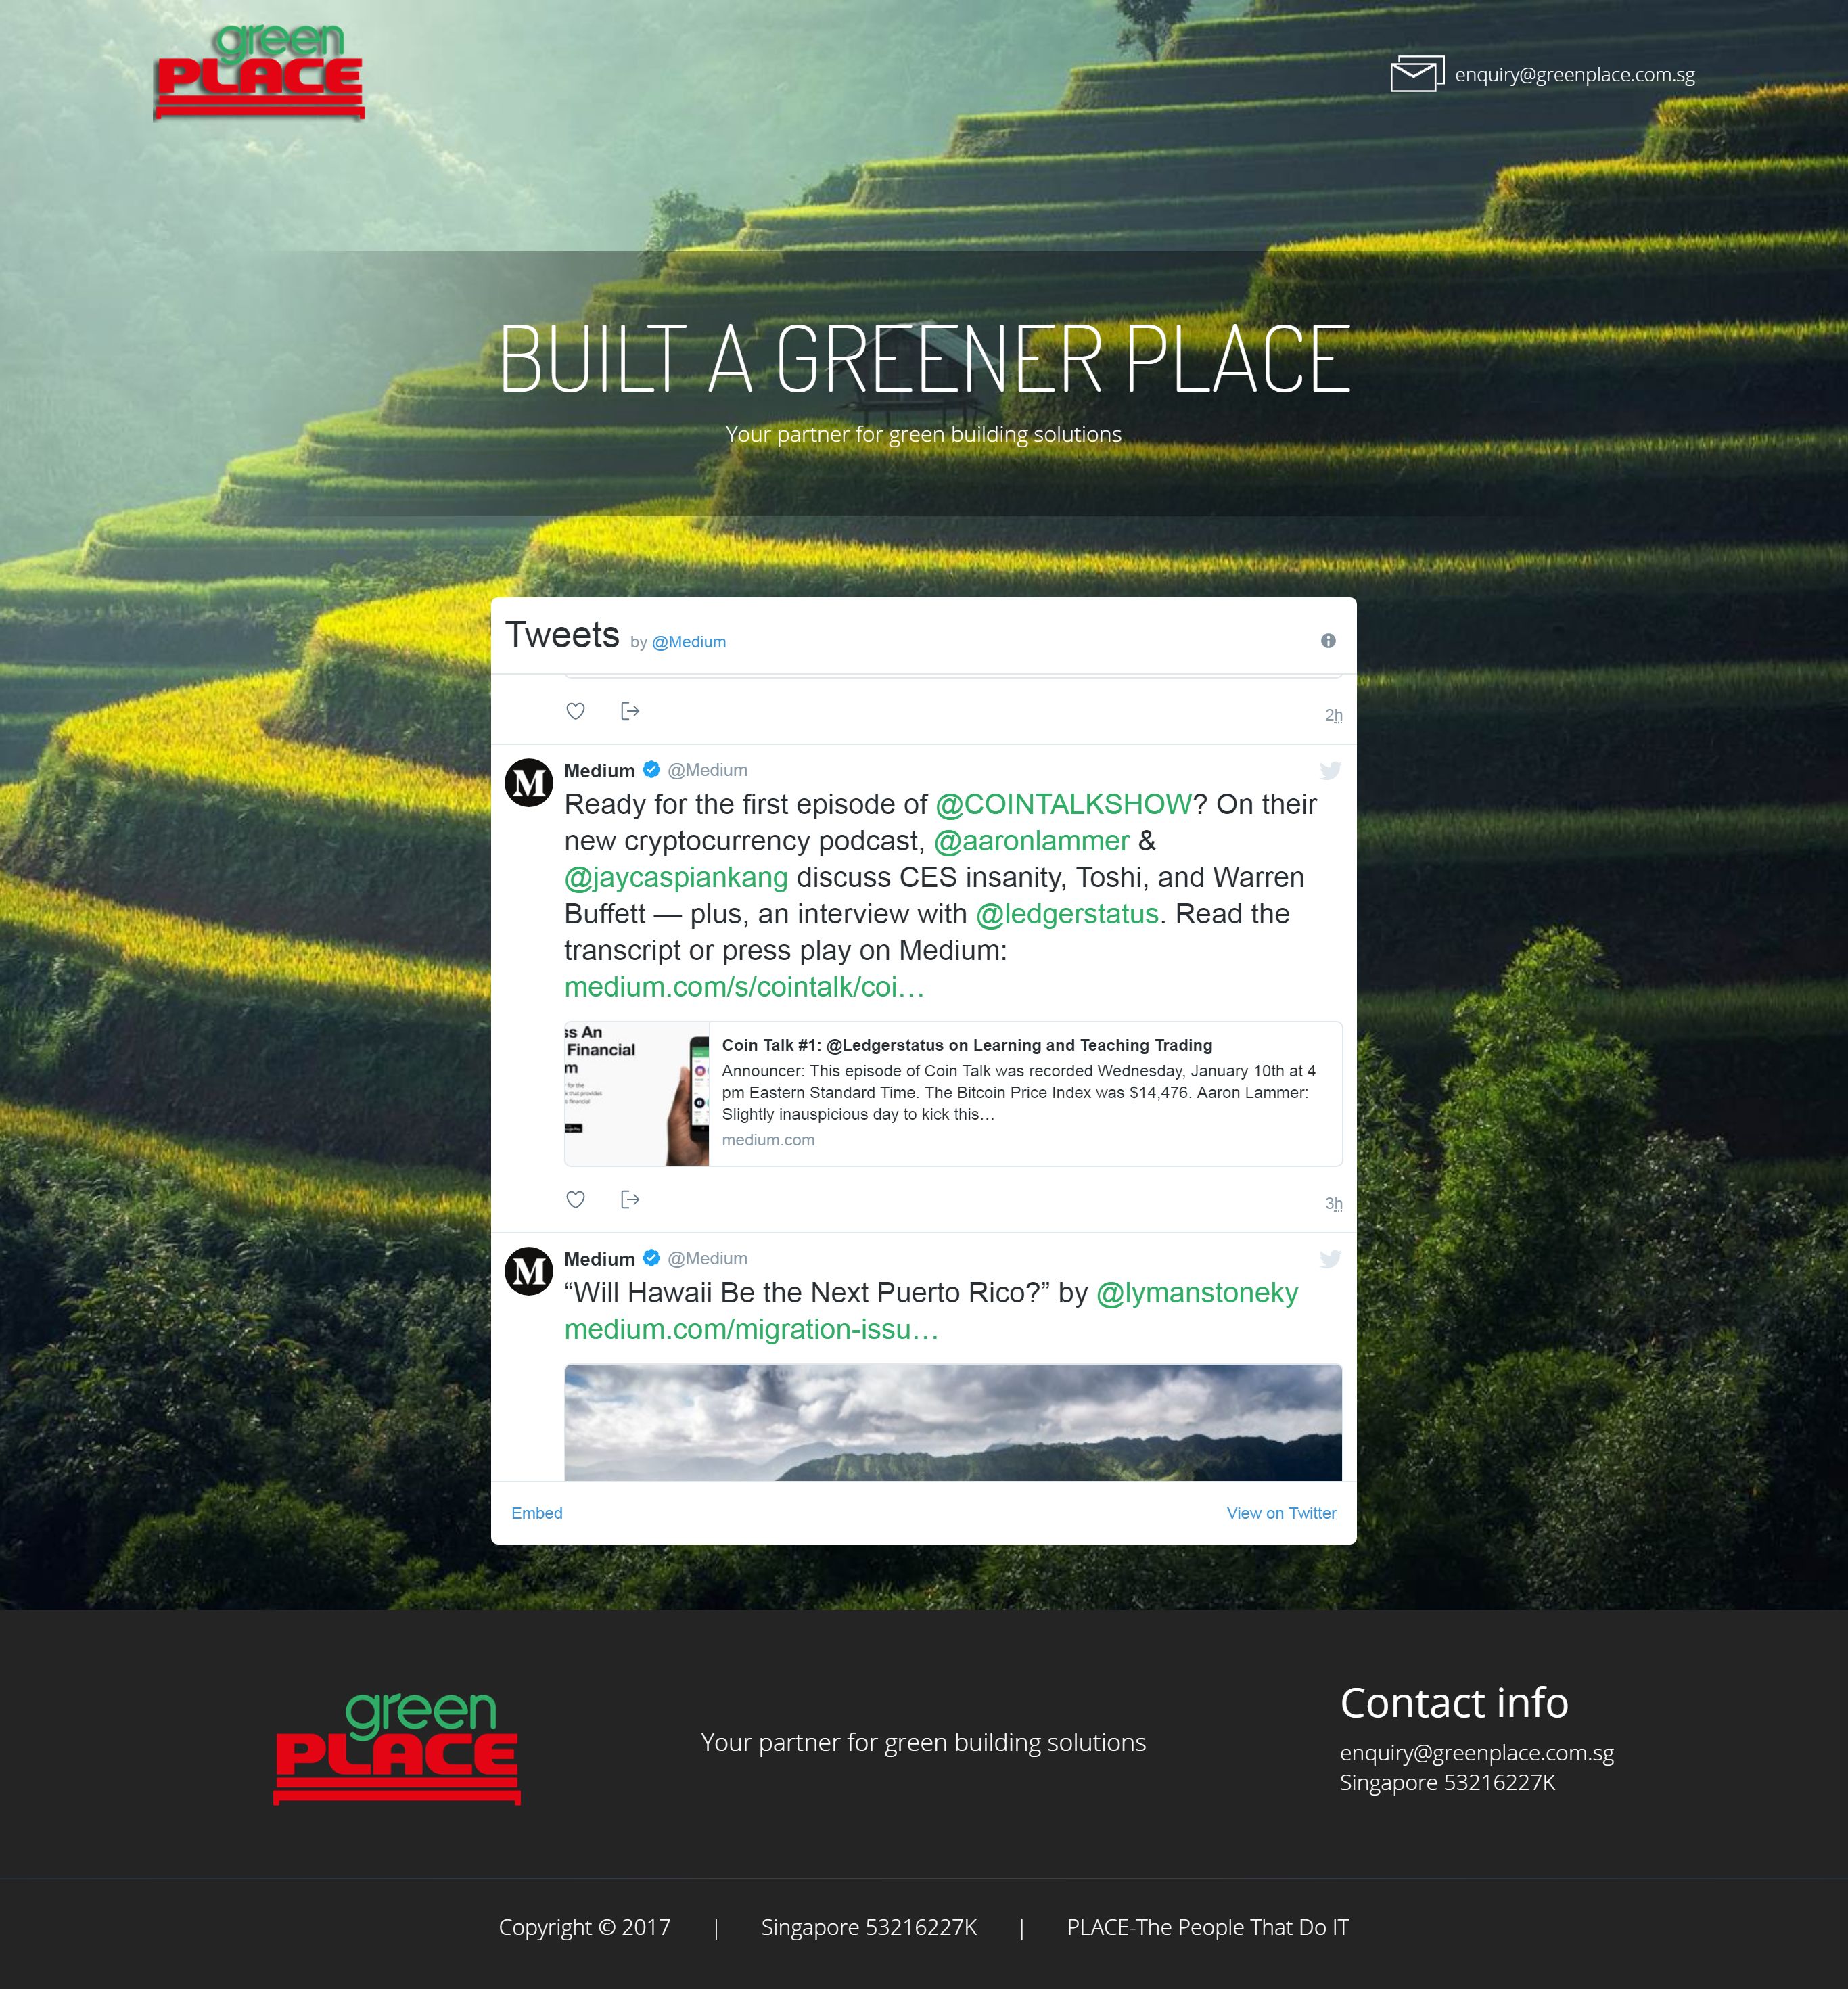 green
PLACE
enquiry@greenplace.com.sg
BUILT A GREENER PLACE
Your partner for green building solutions
Tweets by @Medium
2h
M
Medium @Medium
Ready for the first episode of @COINTALKSHOW? On their
new cryptocurrency podcast, @aaronlammer &
@jaycaspiankang discuss CES insanity, Toshi, and Warren
Buffett — plus, an interview with @ledgerstatus. Read the
transcript or press play on Medium:
medium.com/s/cointalk/coi…
ss An
Financial
m
for the
that provides
financial
Coin Talk #1: @Ledgerstatus on Learning and Teaching Trading
Announcer: This episode of Coin Talk was recorded Wednesday, January 10th at 4
pm Eastern Standard Time. The Bitcoin Price Index was $14,476. Aaron Lammer:
Slightly inauspicious day to kick this…
medium.com
3h
M
Medium @Medium
“Will Hawaii Be the Next Puerto Rico?” by @lymanstoneky
medium.com/migration-issu…
Embed
View on Twitter
green
PLACE
Your partner for green building solutions
Contact info
enquiry@greenplace.com.sg
Singapore 53216227K
Copyright © 2017 | Singapore 53216227K | PLACE-The People That Do IT